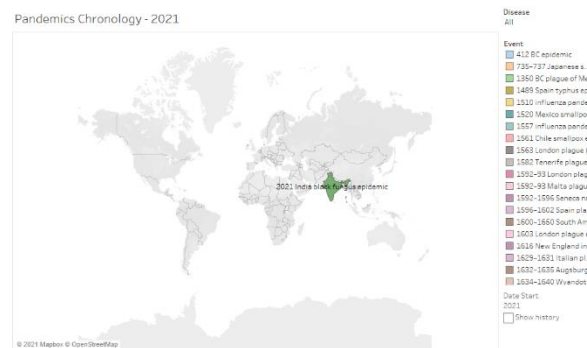 Pandemics Chronology - 2021
2021 India black fungus epidemic
© 2021 Mapbox © OpenStreetMap
Disease
All
Event
412 BC epidemic
735-737 Japanese s..
1350 BC plague of Me
1489 Spain typhus ep
1510 influenza pande
1520 Mexico smallpo
1557 influenza pande
1561 Chile smallpox e
1563 London plague
1582 Tenerife plague
1592-93 London plag
1592-93 Malta plagu
1592-1596 Seneca n
1596-1602 Spain pla
1600-1650 South Am
1603 London plague
1616 New England in
1629-1631 Italian pl
1632-1635 Augsburg
1634-1640 Wyandot
Date Start
2021
Show history